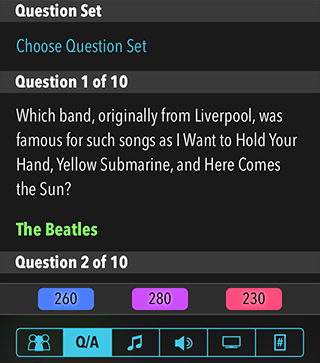 Question Set
Choose Question Set
Question 1 of 10
Which band, originally from Liverpool, was
famous for such songs as I Want to Hold Your
Hand, Yellow Submarine, and Here Comes
the Sun?
The Beatles
Question 2 of 10
260 280 230
Q/A #